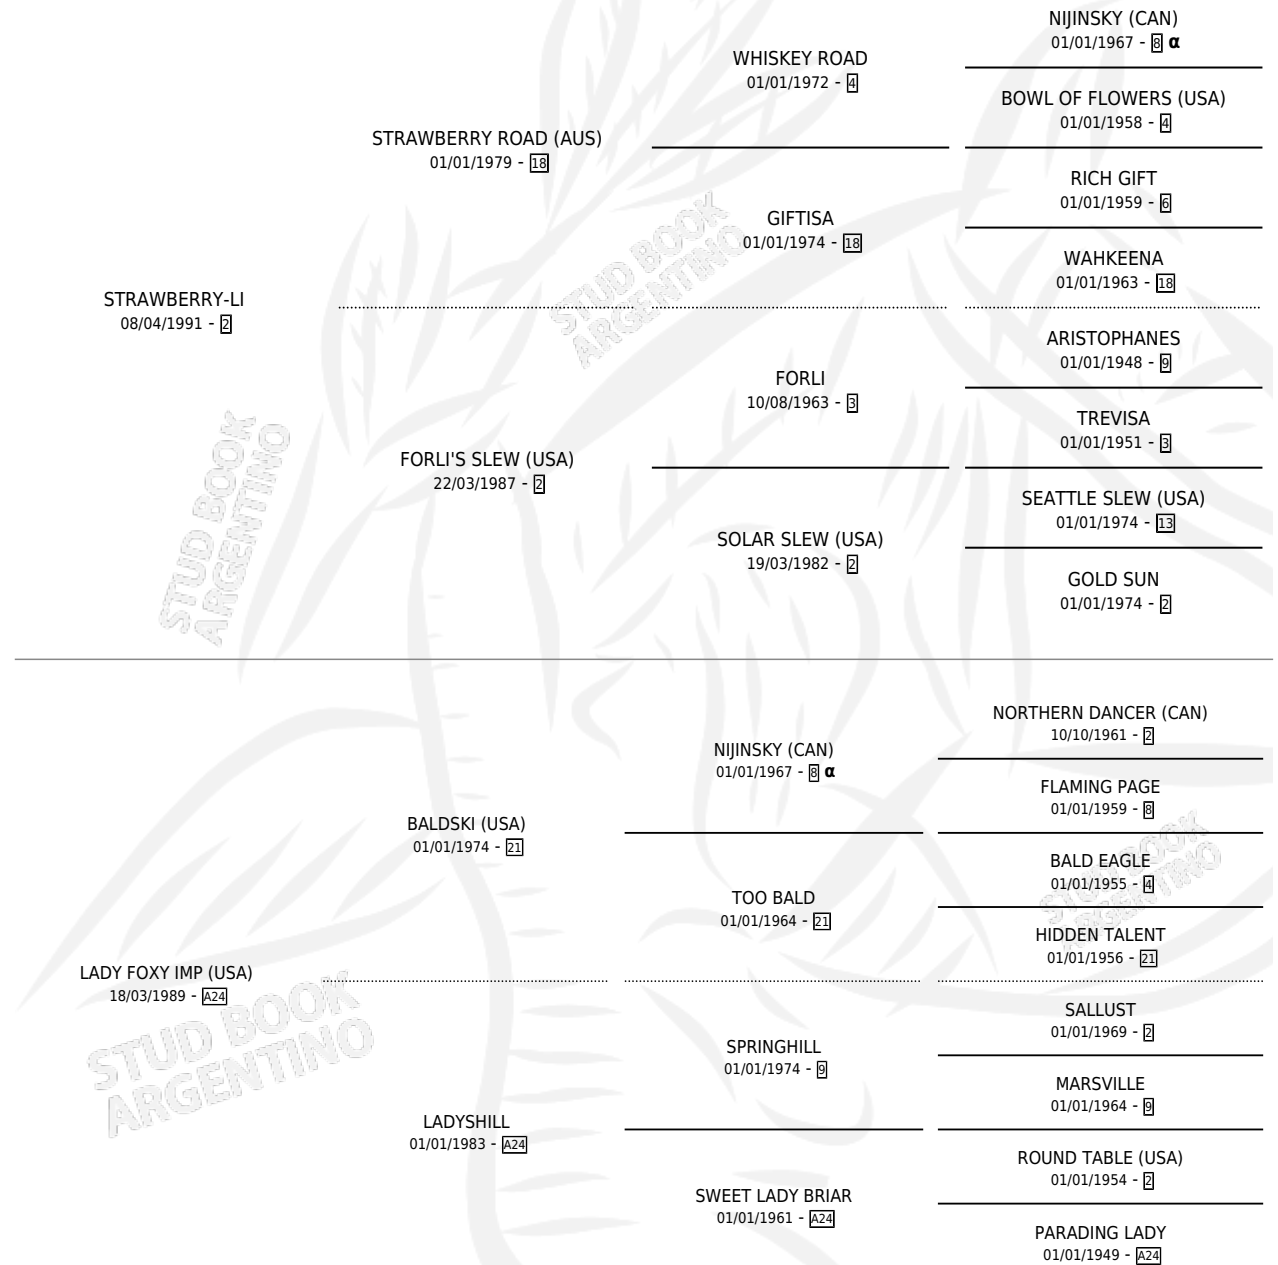 NIJINSKY (CAN)
01/01/1967 - 8 α
WHISKEY ROAD
01/01/1972 - 4
BOWL OF FLOWERS (USA)
01/01/1958 - 4
STRAWBERRY ROAD (AUS)
01/01/1979 - 18
RICH GIFT
01/01/1959 - 6
GIFTISA
01/01/1974 - 18
WAHKEENA
01/01/1963 - 18
STRAWBERRY-LI
08/04/1991 - 2
ARISTOPHANES
01/01/1948 - 9
FORLI
10/08/1963 - 3
TREVISA
01/01/1951 - 3
FORLI'S SLEW (USA)
22/03/1987 - 2
SEATTLE SLEW (USA)
01/01/1974 - 13
SOLAR SLEW (USA)
19/03/1982 - 2
GOLD SUN
01/01/1974 - 2
NORTHERN DANCER (CAN)
10/10/1961 - 2
NIJINSKY (CAN)
01/01/1967 - 8 α
FLAMING PAGE
01/01/1959 - 8
BALDSKI (USA)
01/01/1974 - 21
BALD EAGLE
01/01/1955 - 4
TOO BALD
01/01/1964 - 21
HIDDEN TALENT
01/01/1956 - 21
LADY FOXY IMP (USA)
18/03/1989 - A24
SALLUST
01/01/1969 - 2
SPRINGHILL
01/01/1974 - 9
MARSVILLE
01/01/1964 - 9
LADYSHILL
01/01/1983 - A24
ROUND TABLE (USA)
01/01/1954 - 2
SWEET LADY BRIAR
01/01/1961 - A24
PARADING LADY
01/01/1949 - A24
STUD BOOK
ARGENTINO
STUD BOOK
ARGENTINO
STUD BOOK
ARGENTINO
STUD BOOK
ARGENTINO